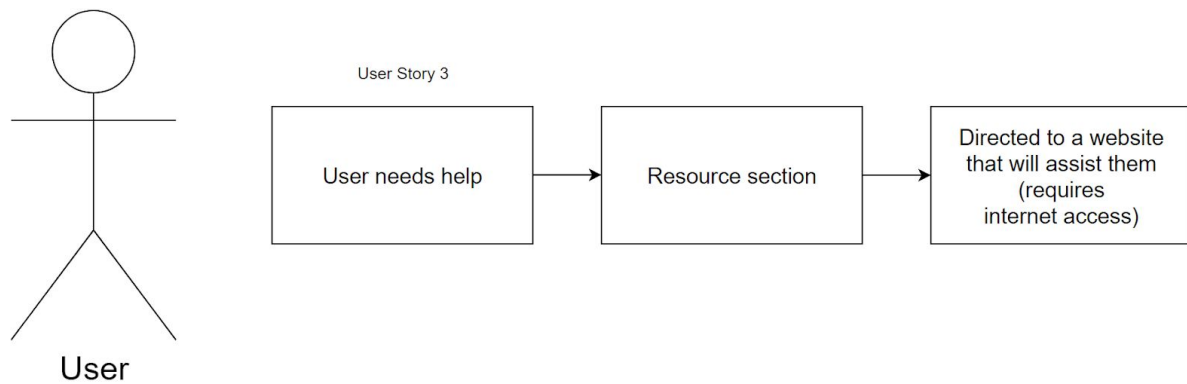 User Story 3
User needs help
Resource section
Directed to a website
that will assist them
(requires
internet access)
User